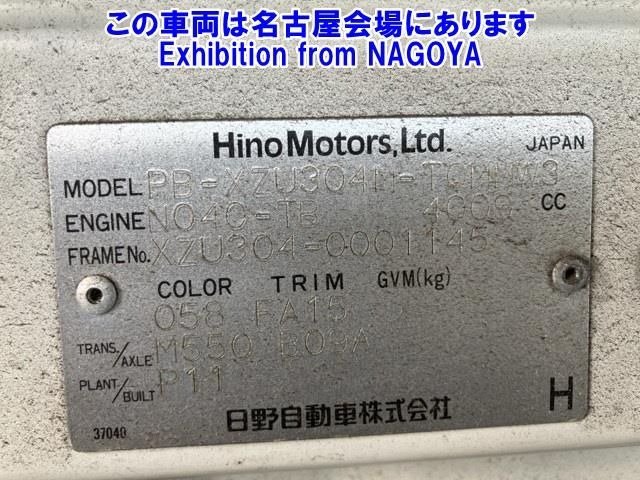 この車両は名古屋会場にあります
Exhibition from NAGOYA
Hino Motors, Ltd. JAPAN
MODEL PB-XZU304M-TQMMM3
ENGINE N04C-TB 4009 CC
FRAME No. XZU304-0001145
COLOR TRIM GVM(kg)
058 FA15
TRANS./AXLE M550 B09A
PLANT/BUILT P11
日野自動車株式会社 H
37040